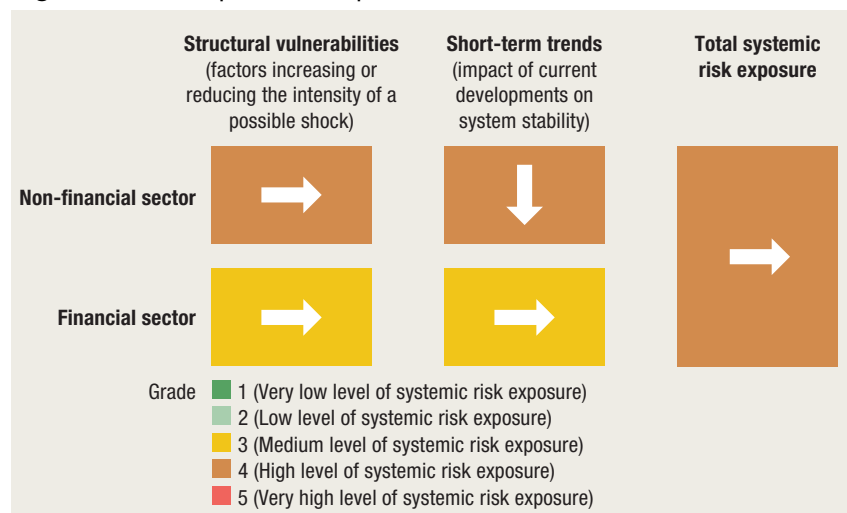 Structural vulnerabilities
(factors increasing or
reducing the intensity of a
possible shock)
Short-term trends
(impact of current
developments on
system stability)
Total systemic
risk exposure
Non-financial sector
Financial sector
Grade
1 (Very low level of systemic risk exposure)
2 (Low level of systemic risk exposure)
3 (Medium level of systemic risk exposure)
4 (High level of systemic risk exposure)
5 (Very high level of systemic risk exposure)